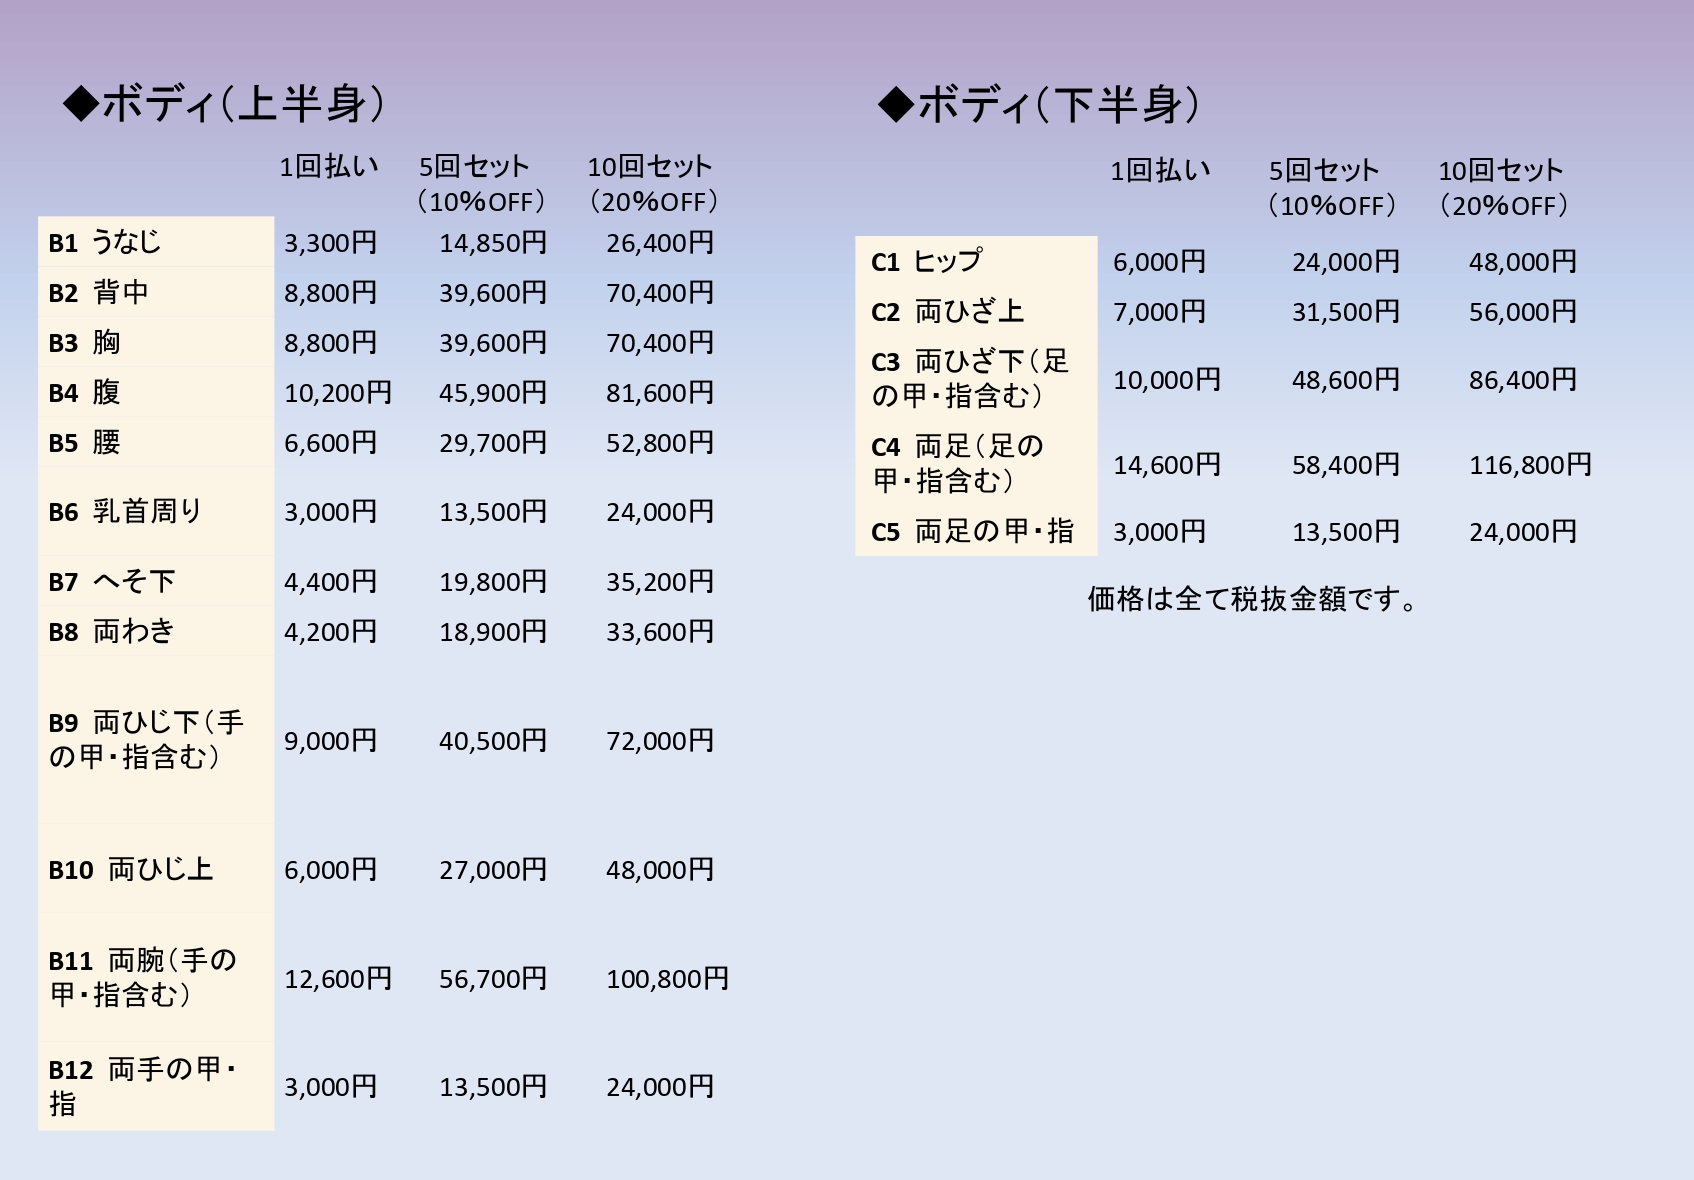 ◆ボディ（上半身）
1回払い 5回セット 10回セット
（10％OFF） （20％OFF）
B1 うなじ 3,300円 14,850円 26,400円
B2 背中 8,800円 39,600円 70,400円
B3 胸 8,800円 39,600円 70,400円
B4 腹 10,200円 45,900円 81,600円
B5 腰 6,600円 29,700円 52,800円
B6 乳首周り 3,000円 13,500円 24,000円
B7 へそ下 4,400円 19,800円 35,200円
B8 両わき 4,200円 18,900円 33,600円
B9 両ひじ下（手
の甲・指含む） 9,000円 40,500円 72,000円
B10 両ひじ上 6,000円 27,000円 48,000円
B11 両腕（手の
甲・指含む） 12,600円 56,700円 100,800円
B12 両手の甲・
指 3,000円 13,500円 24,000円
◆ボディ（下半身）
1回払い 5回セット 10回セット
（10％OFF） （20％OFF）
C1 ヒップ 6,000円 24,000円 48,000円
C2 両ひざ上 7,000円 31,500円 56,000円
C3 両ひざ下（足
の甲・指含む） 10,000円 48,600円 86,400円
C4 両足（足の
甲・指含む） 14,600円 58,400円 116,800円
C5 両足の甲・指 3,000円 13,500円 24,000円
価格は全て税抜金額です。